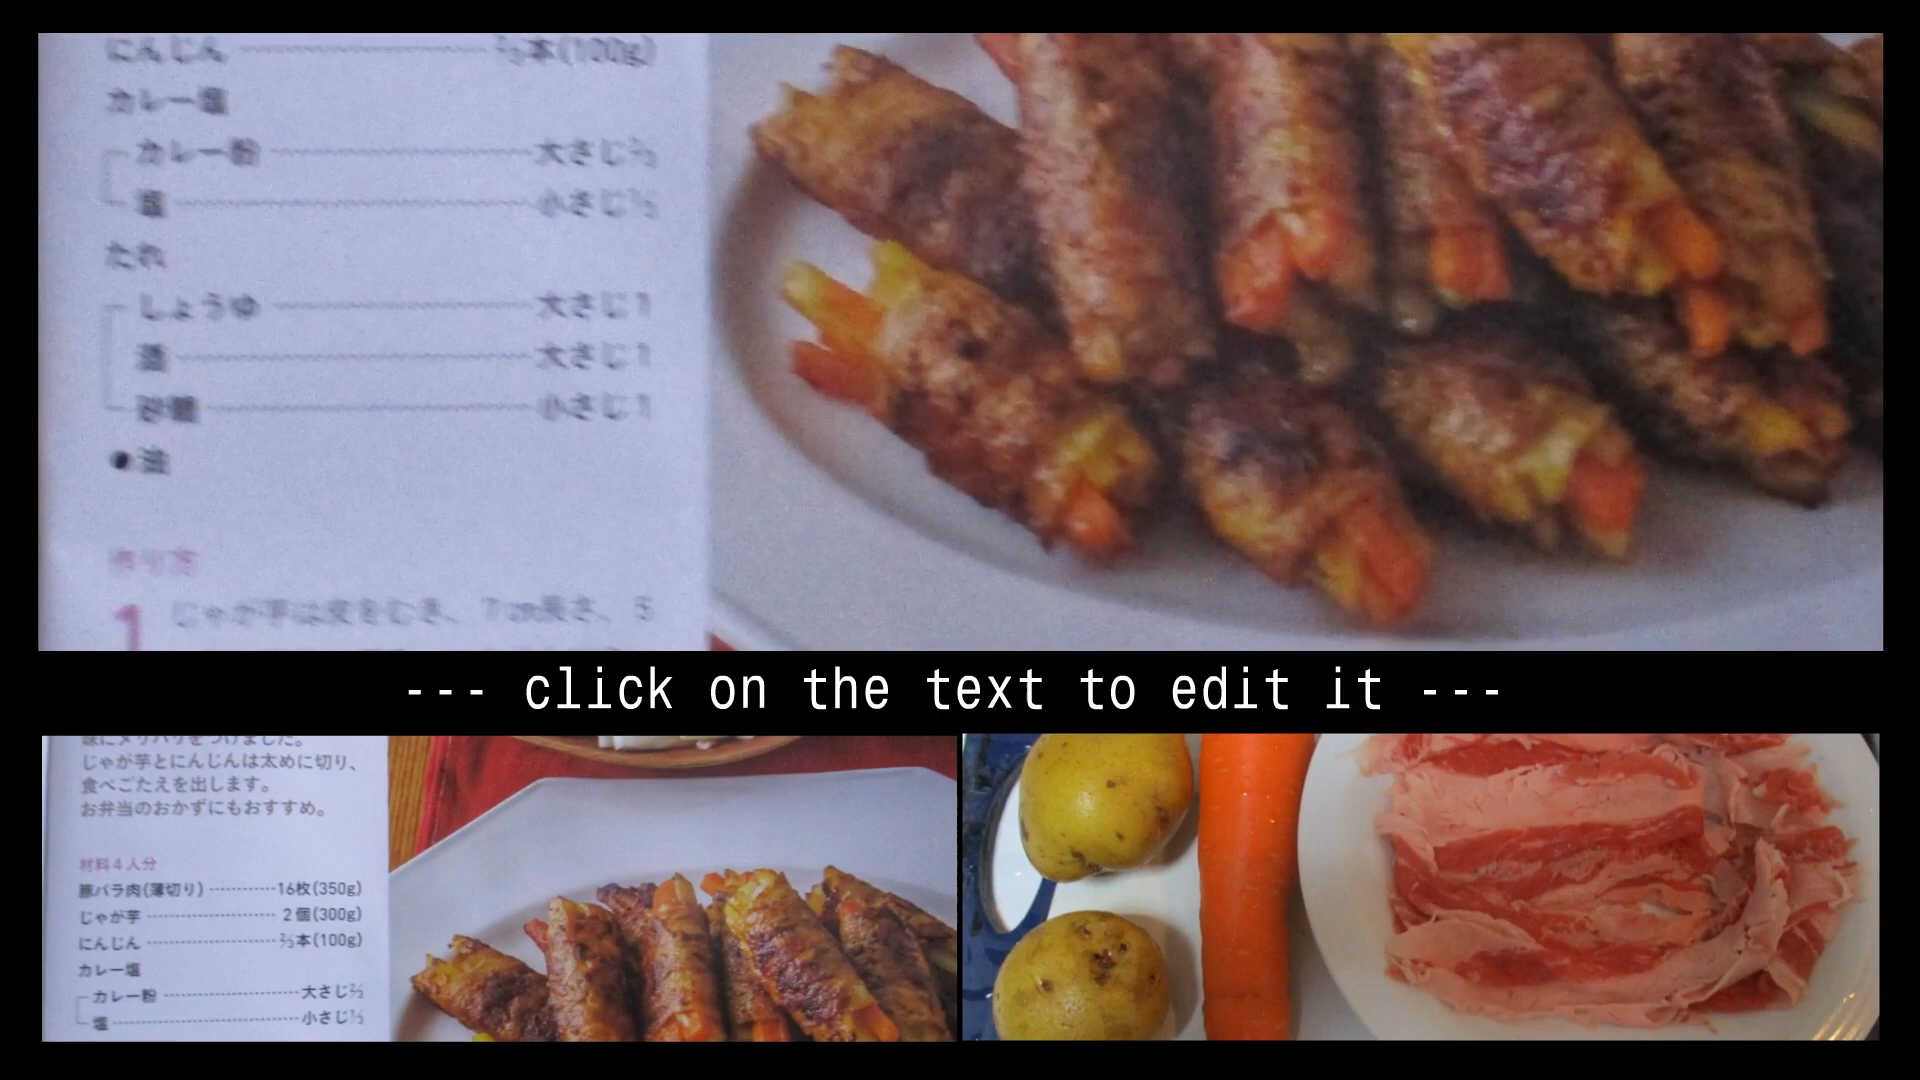 にんじん ⅔本(100g)
カレー塩
カレー粉 大さじ⅔
塩 小さじ⅓
たれ
しょうゆ 大さじ1
酒 大さじ1
砂糖 小さじ1
●油
作り方
1 じゃが芋は皮をむき、7cm長さ、5
--- click on the text to edit it ---
味にメリハリをつけました。
じゃが芋とにんじんは太めに切り、
食べごたえを出します。
お弁当のおかずにもおすすめ。
材料4人分
豚バラ肉(薄切り) 16枚(350g)
じゃが芋 2個(300g)
にんじん ⅔本(100g)
カレー塩
カレー粉 大さじ⅔
塩 小さじ⅓